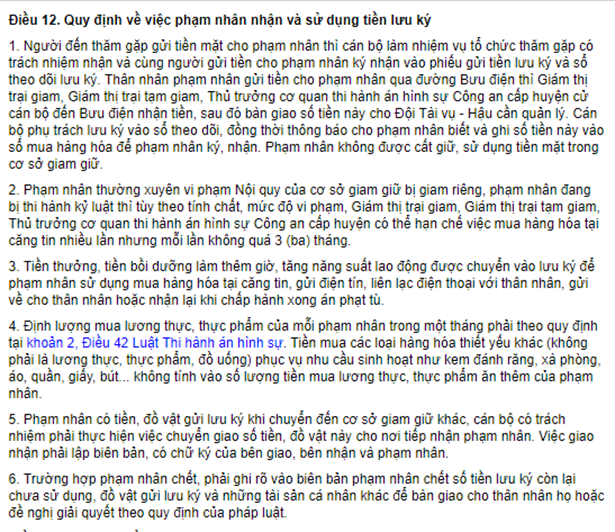 Điều 12. Quy định về việc phạm nhân nhận và sử dụng tiền lưu ký
1. Người đến thăm gặp gửi tiền mặt cho phạm nhân thì cán bộ làm nhiệm vụ tổ chức thăm gặp có
trách nhiệm nhận và cùng người gửi tiền cho phạm nhân ký nhận vào phiếu gửi tiền lưu ký và sổ
theo dõi lưu ký. Thân nhân phạm nhân gửi tiền cho phạm nhân qua đường Bưu điện thì Giám thị
trại giam, Giám thị trại tạm giam, Thủ trưởng cơ quan thi hành án hình sự Công an cấp huyện cử
cán bộ đến Bưu điện nhận tiền, sau đó bàn giao số tiền này cho Đội Tài vụ - Hậu cần quản lý. Cán
bộ phụ trách lưu ký vào sổ theo dõi, đồng thời thông báo cho phạm nhân biết và ghi số tiền này vào
sổ mua hàng hóa để phạm nhân ký, nhận. Phạm nhân không được cất giữ, sử dụng tiền mặt trong
cơ sở giam giữ.
2. Phạm nhân thường xuyên vi phạm Nội quy của cơ sở giam giữ bị giam riêng, phạm nhân đang
bị thi hành kỷ luật thì tùy theo tính chất, mức độ vi phạm, Giám thị trại giam, Giám thị trại tạm giam,
Thủ trưởng cơ quan thi hành án hình sự Công an cấp huyện có thể hạn chế việc mua hàng hóa tại
căng tin nhiều lần nhưng mỗi lần không quá 3 (ba) tháng.
3. Tiền thưởng, tiền bồi dưỡng làm thêm giờ, tăng năng suất lao động được chuyển vào lưu ký để
phạm nhân sử dụng mua hàng hóa tại căng tin, gửi điện tín, liên lạc điện thoại với thân nhân, gửi
về cho thân nhân hoặc nhận lại khi chấp hành xong án phạt tù.
4. Định lượng mua lương thực, thực phẩm của mỗi phạm nhân trong một tháng phải theo quy định
tại khoản 2, Điều 42 Luật Thi hành án hình sự. Tiền mua các loại hàng hóa thiết yếu khác (không
phải là lương thực, thực phẩm, đồ uống) phục vụ nhu cầu sinh hoạt như kem đánh răng, xà phòng,
áo, quần, giấy, bút... không tính vào số lượng tiền mua lương thực, thực phẩm ăn thêm của phạm
nhân.
5. Phạm nhân có tiền, đồ vật gửi lưu ký khi chuyển đến cơ sở giam giữ khác, cán bộ có trách
nhiệm phải thực hiện việc chuyển giao số tiền, đồ vật này cho nơi tiếp nhận phạm nhân. Việc giao
nhận phải lập biên bản, có chữ ký của bên giao, bên nhận và phạm nhân.
6. Trường hợp phạm nhân chết, phải ghi rõ vào biên bản phạm nhân chết số tiền lưu ký còn lại
chưa sử dụng, đồ vật gửi lưu ký và những tài sản cá nhân khác để bàn giao cho thân nhân họ hoặc
đề nghị giải quyết theo quy định của pháp luật.